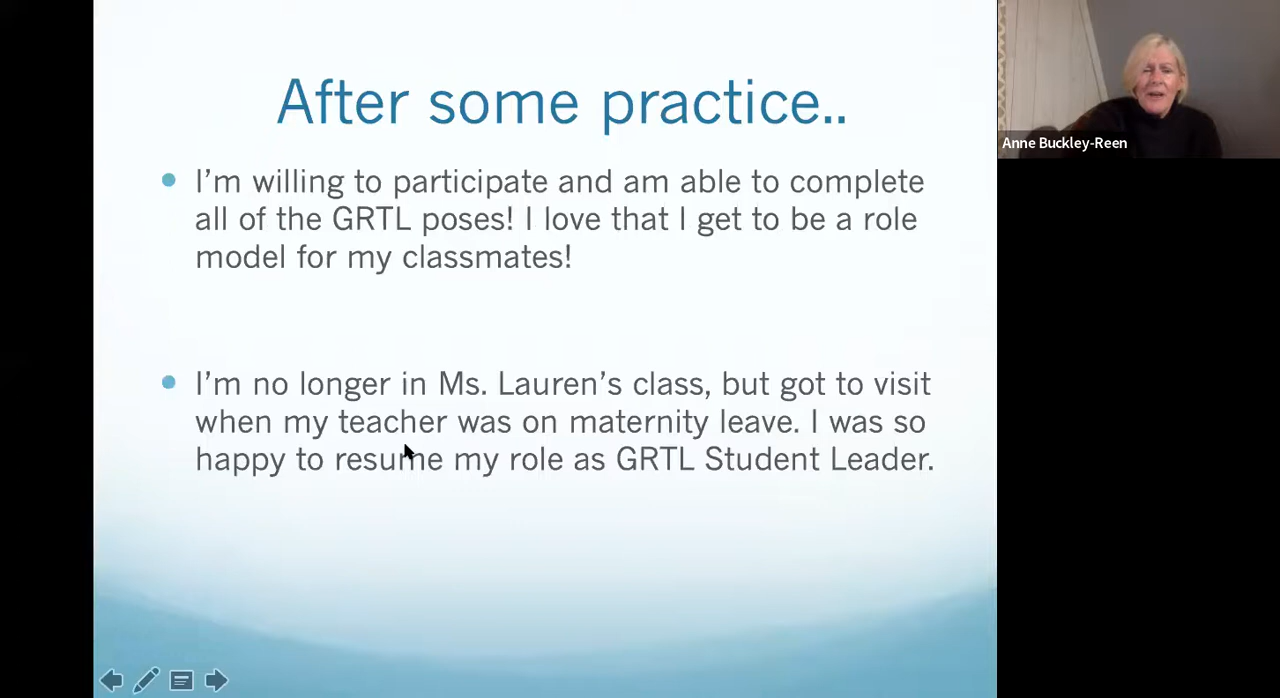 After some practice..
I'm willing to participate and am able to complete
all of the GRTL poses! I love that I get to be a role
model for my classmates!
I'm no longer in Ms. Lauren's class, but got to visit
when my teacher was on maternity leave. I was so
happy to resume my role as GRTL Student Leader.
Anne Buckley-Reen